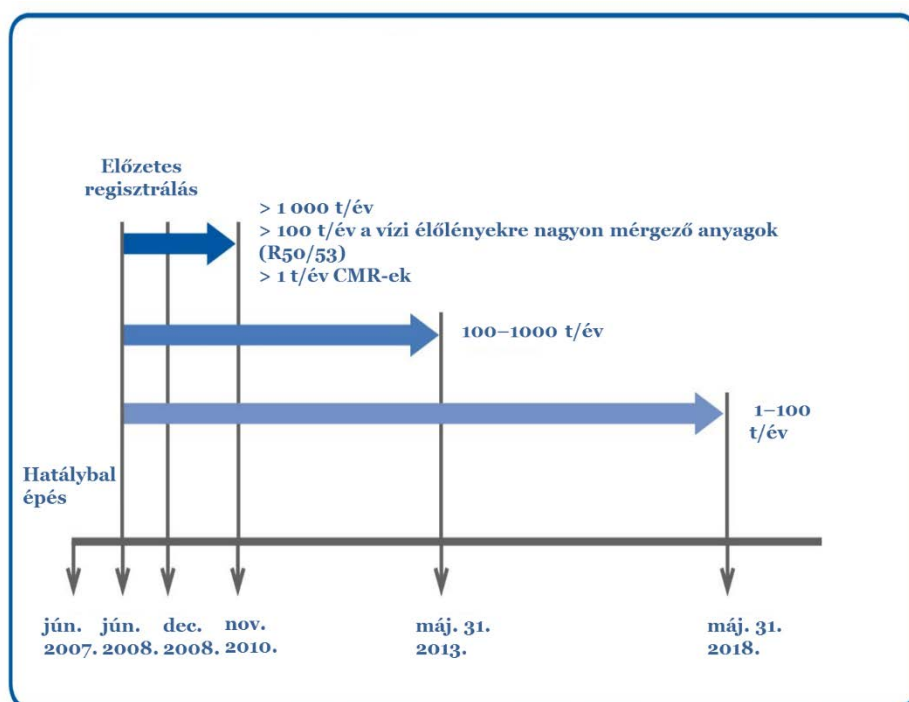 Előzetes
regisztrálás
> 1 000 t/év
> 100 t/év a vízi élőlényekre nagyon mérgező anyagok
(R50/53)
> 1 t/év CMR-ek
100–1000 t/év
1–100
t/év
Hatálybal
épés
jún.
2007.
jún.
2008.
dec.
2008.
nov.
2010.
máj. 31.
2013.
máj. 31.
2018.